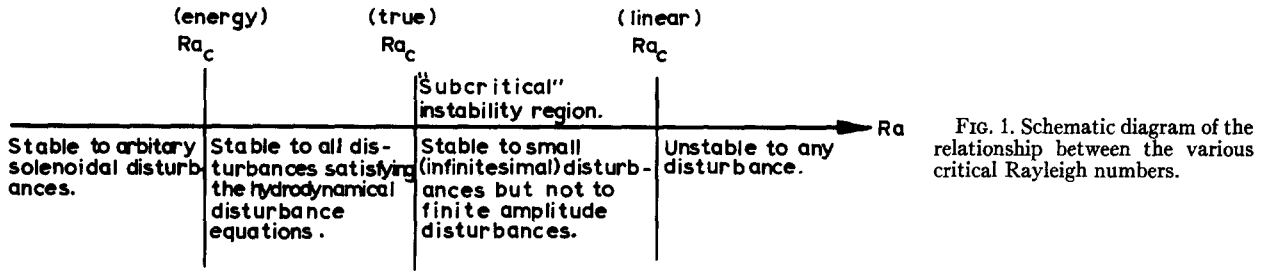 (energy)
Ra_c
(true)
Ra_c
(linear)
Ra_c
"Subcritical"
instability region.
Ra
Stable to arbitary
solenoidal disturb
ances.
Stable to all dis-
turbances satisfying
the hydrodynamical
disturbance
equations.
Stable to small
(infinitesimal) disturb-
ances but not to
finite amplitude
disturbances.
Unstable to any
disturbance.
FIG. 1. Schematic diagram of the
relationship between the various
critical Rayleigh numbers.